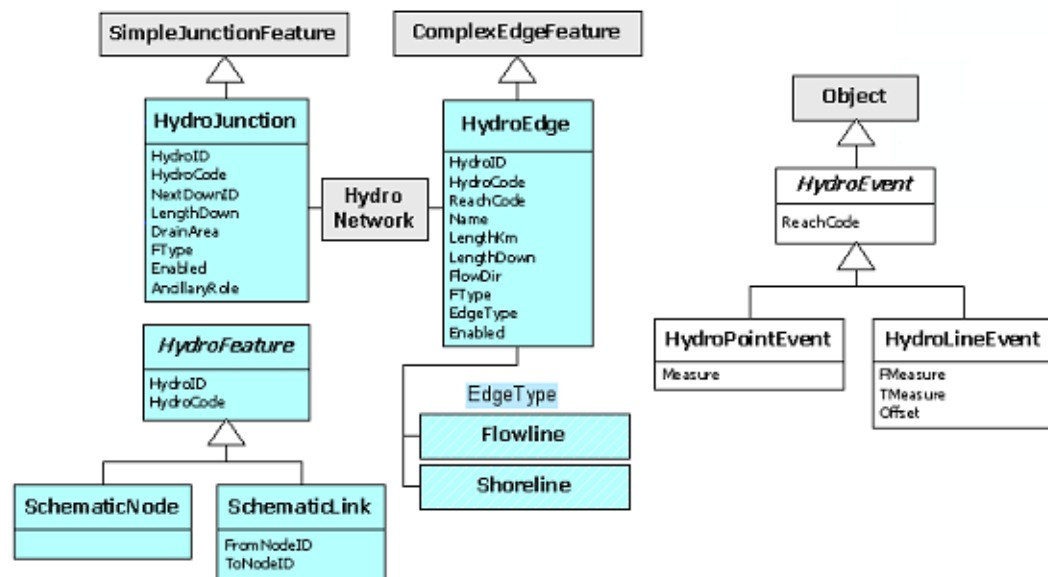 SimpleJunctionFeature
HydroJunction
HydroID
HydroCode
NextDownID
LengthDown
DrainArea
FType
Enabled
AncillaryRole
Hydro
Network
ComplexEdgeFeature
HydroEdge
HydroID
HydroCode
ReachCode
Name
LengthKm
LengthDown
FlowDir
FType
EdgeType
Enabled
EdgeType
Flowline
Shoreline
HydroFeature
HydroID
HydroCode
SchematicNode
SchematicLink
FromNodeID
ToNodeID
Object
HydroEvent
ReachCode
HydroPointEvent
Measure
HydroLineEvent
FMeasure
TMeasure
Offset